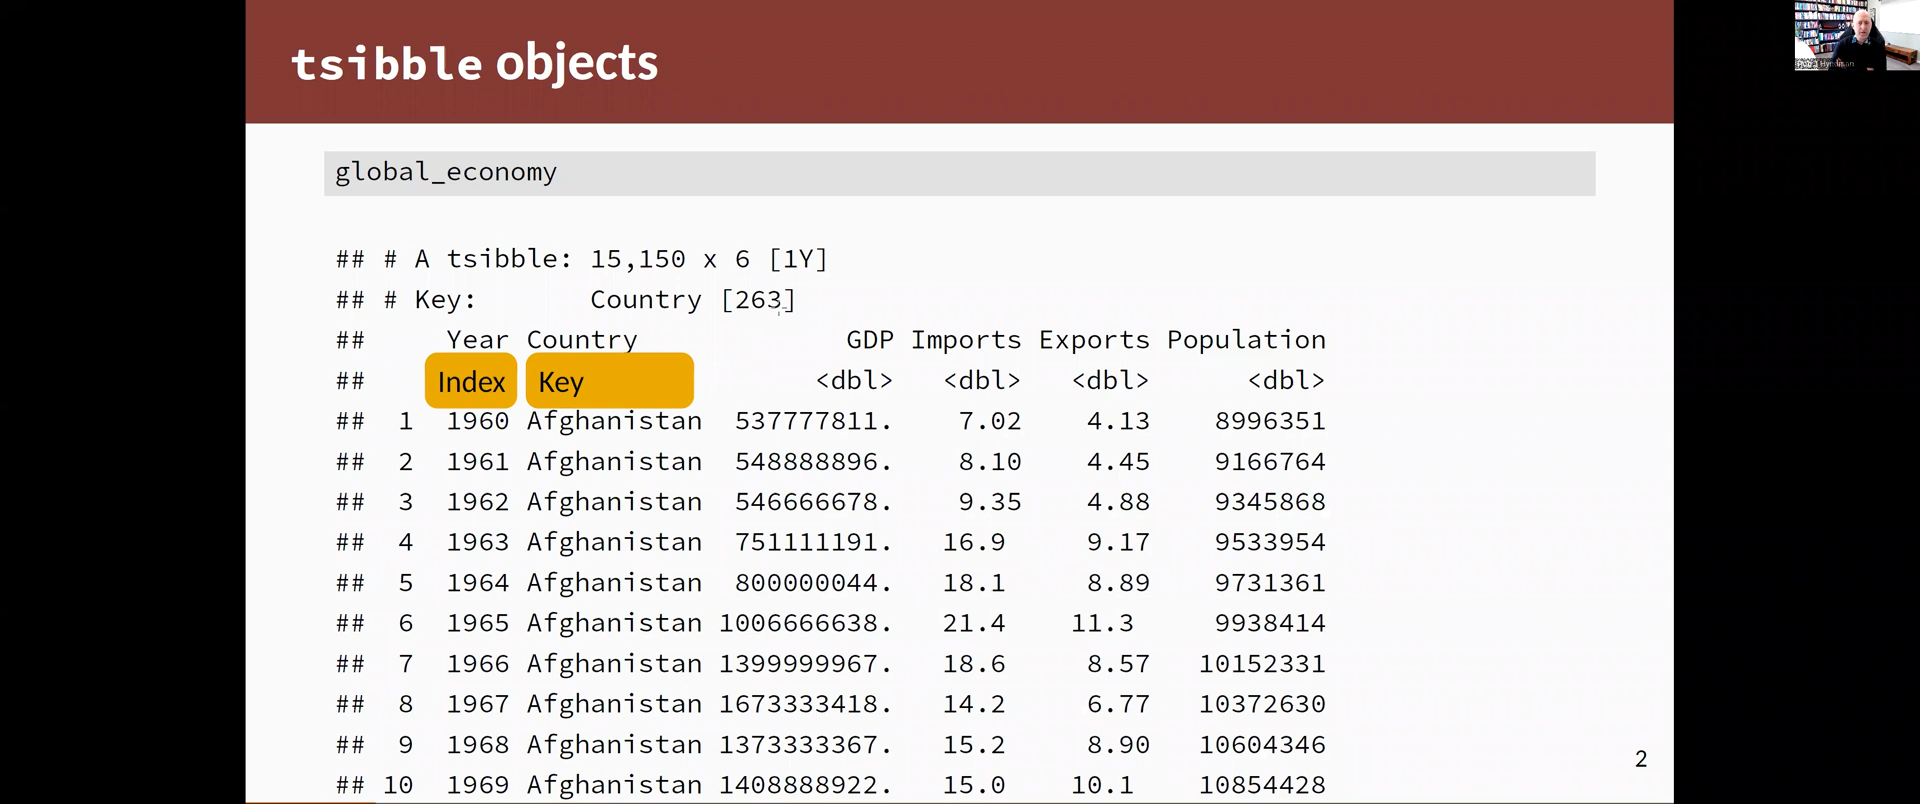 tsibble objects
global_economy
## # A tsibble: 15,150 x 6 [1Y]
## # Key: Country [263]
## Year Country GDP Imports Exports Population
## Index Key <dbl> <dbl> <dbl> <dbl>
## 1 1960 Afghanistan 537777811. 7.02 4.13 8996351
## 2 1961 Afghanistan 548888896. 8.10 4.45 9166764
## 3 1962 Afghanistan 546666678. 9.35 4.88 9345868
## 4 1963 Afghanistan 751111191. 16.9 9.17 9533954
## 5 1964 Afghanistan 800000044. 18.1 8.89 9731361
## 6 1965 Afghanistan 1006666638. 21.4 11.3 9938414
## 7 1966 Afghanistan 1399999967. 18.6 8.57 10152331
## 8 1967 Afghanistan 1673333418. 14.2 6.77 10372630
## 9 1968 Afghanistan 1373333367. 15.2 8.90 10604346
## 10 1969 Afghanistan 1408888922. 15.0 10.1 10854428
2